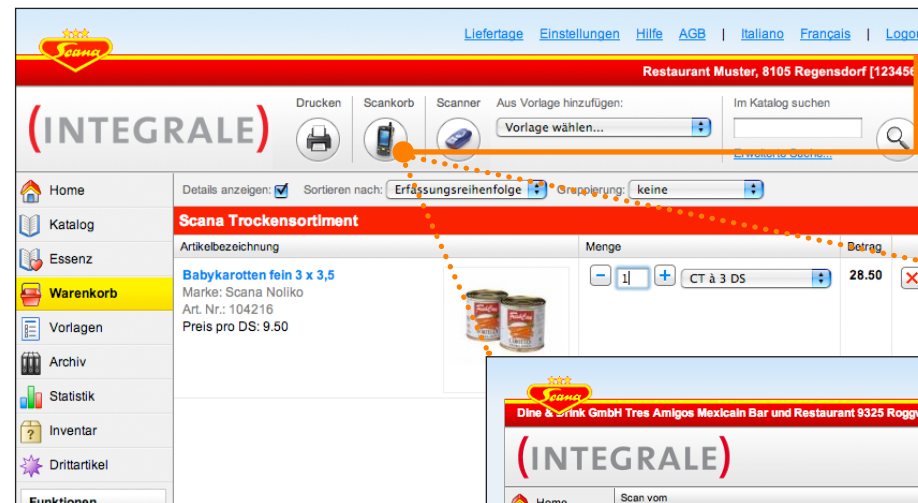 Scana
Liefertage Einstellungen Hilfe AGB | Italiano Français |
Restaurant Muster, 8105 Regensdorf [123456
(INTEGRALE)
Drucken Scankorb Scanner Aus Vorlage hinzufügen: Im Katalog suchen
Vorlage wählen...
Erweiterte Suche...
Home
Details anzeigen: Sortieren nach: Erfassungsreihenfolge Gruppierung: keine
Katalog
Scana Trockensortiment
Artikelbezeichnung Menge Betrag
Essenz
Babykarotten fein 3 x 3,5
1 CT à 3 DS 28.50
Warenkorb
Marke: Scana Noliko
Art. Nr.: 104216
Vorlagen
Preis pro DS: 9.50
Archiv
Statistik
Inventar
Drittartikel
Funktionen
Scana
Dine & Drink GmbH Tres Amigos Mexicain Bar und Restaurant 9325
(INTEGRALE)
Home
Scan vom